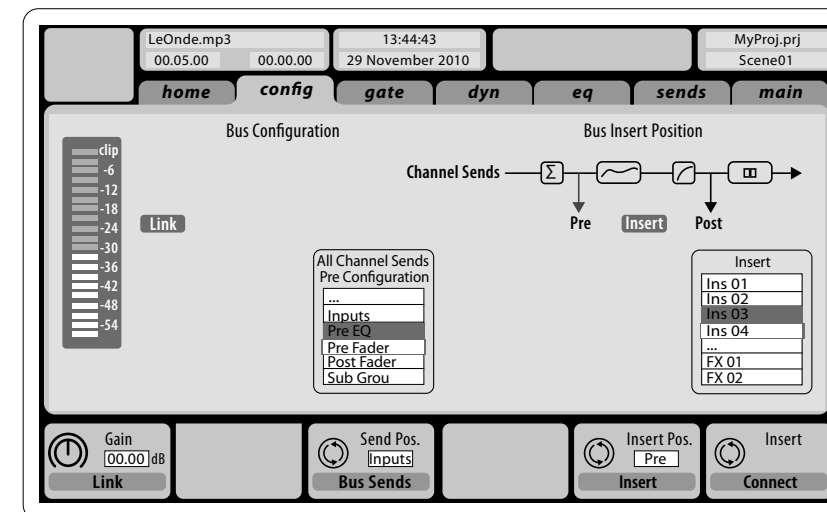 LeOnde.mp3
00.05.00 00.00.00
13:44:43
29 November 2010
MyProj.prj
Scene01
home config gate dyn eq sends main
Bus Configuration
Bus Insert Position
clip
-6
-12
-18
-24
-30
-36
-42
-48
-54
Link
Channel Sends
Σ
Pre Insert Post
All Channel Sends
Pre Configuration
...
Inputs
Pre EQ
Pre Fader
Post Fader
Sub Grou
Insert
Ins 01
Ins 02
Ins 03
Ins 04
...
FX 01
FX 02
Gain
00.00 dB
Link
Send Pos.
Inputs
Bus Sends
Insert Pos.
Pre
Insert
Insert
Connect